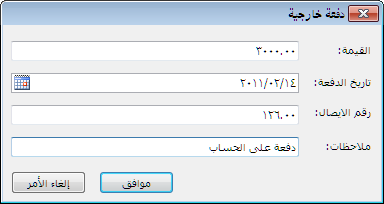 دفعة خارجية
القيمة: ٣٠٠٠.٠٠
تاريخ الدفعة: ٢٠١١/٠٢/١٤
رقم الايصال: ١٢٦.٠٠
ملاحظات: دفعة على الحساب
موافق إلغاء الأمر